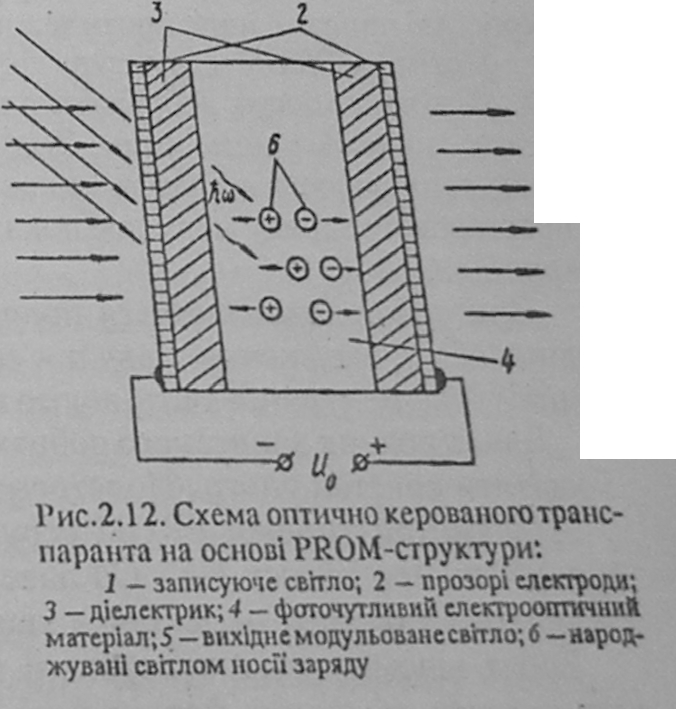 3 2
6
ħω
+ −
+ −
+ −
4
− U₀ +
Рис.2.12. Схема оптично керованого транс-
паранта на основі PROM-структури:
1 — записуюче світло; 2 — прозорі електроди;
3 — діелектрик; 4 — фоточутливий електрооптичний
матеріал; 5 — вихідне модульоване світло; 6 — народ-
жувані світлом носії заряду